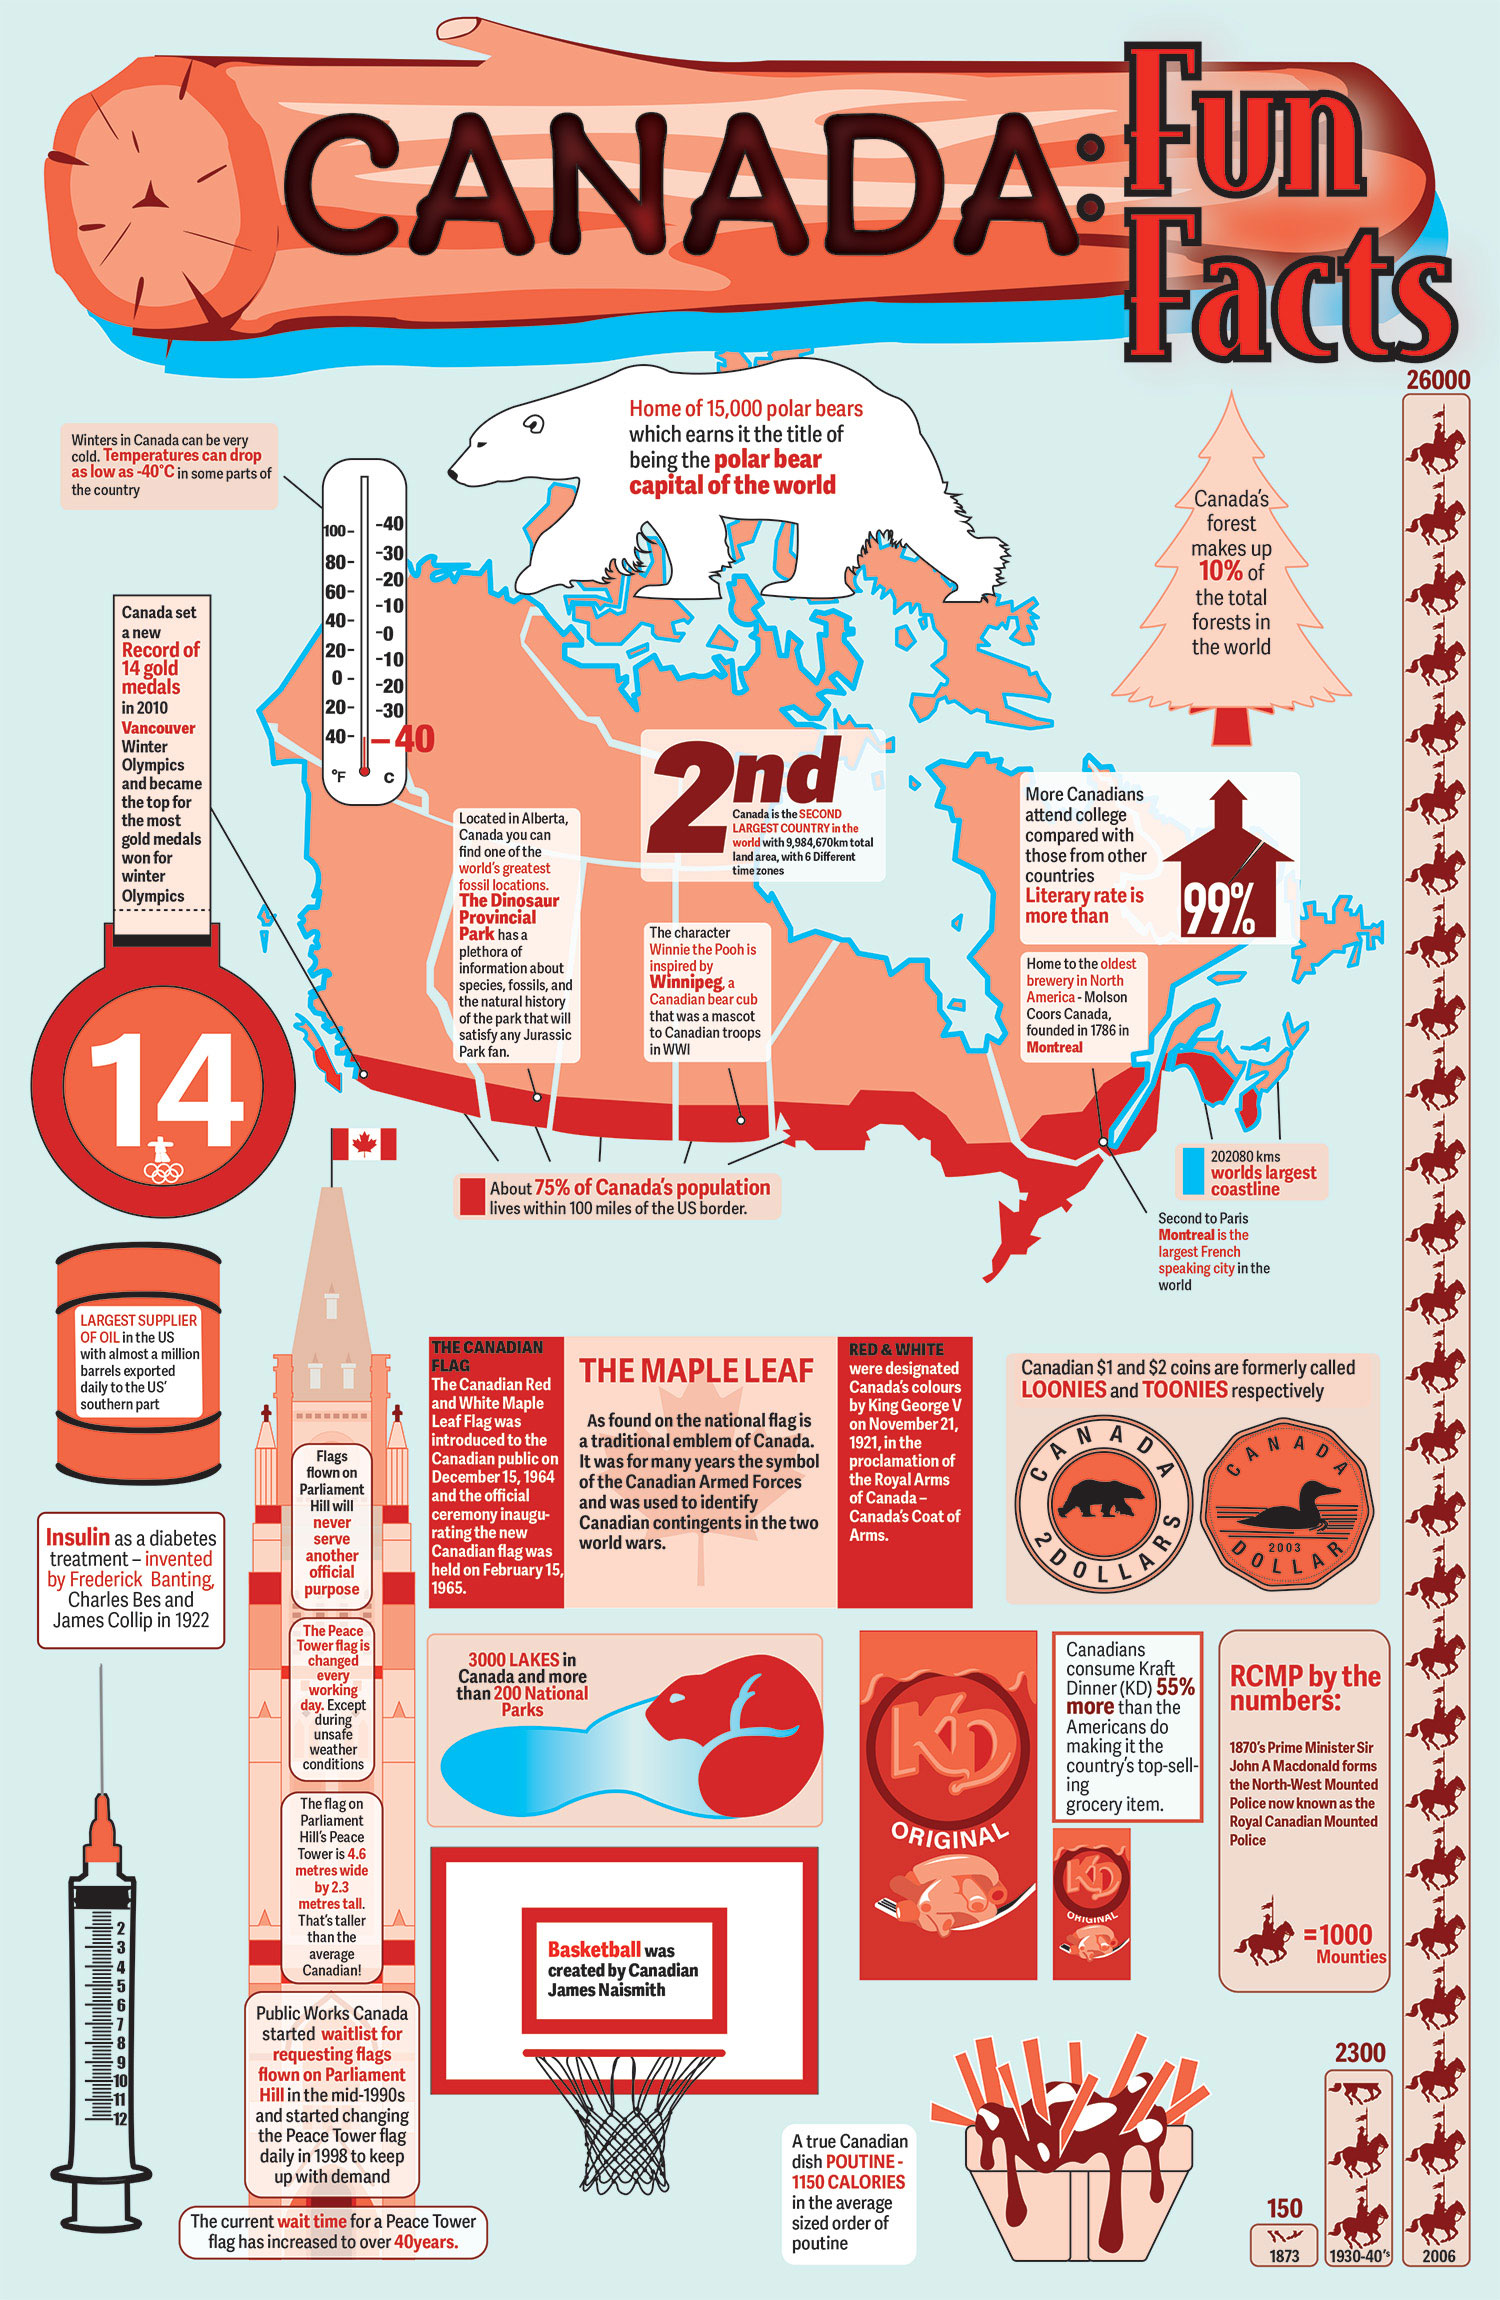 CANADA:
Fun
Facts
26000
Winters in Canada can be very
cold. Temperatures can drop
as low as -40°C in some parts of
the country
Home of 15,000 polar bears
which earns it the title of
being the polar bear
capital of the world
100-
80-
60-
40-
20-
0 -
20-
40-
°F
-40
-30
-20
-10
-0
-10
-20
-30
-40
C
Canada's
forest
makes up
10% of
the total
forests in
the world
Canada set
a new
Record of
14 gold
medals
in 2010
Vancouver
Winter
Olympics
and became
the top for
the most
gold medals
won for
winter
Olympics
14
2nd
Canada is the SECOND
LARGEST COUNTRY in the
world with 9,984,670km total
land area, with 6 Different
time zones
Located in Alberta,
Canada you can
find one of the
world's greatest
fossil locations.
The Dinosaur
Provincial
Park has a
plethora of
information about
species, fossils, and
the natural history
of the park that will
satisfy any Jurassic
Park fan.
The character
Winnie the Pooh is
inspired by
Winnipeg, a
Canadian bear cub
that was a mascot
to Canadian troops
in WWI
More Canadians
attend college
compared with
those from other
countries
Literary rate is
more than
99%
Home to the oldest
brewery in North
America - Molson
Coors Canada,
founded in 1786 in
Montreal
About 75% of Canada's population
lives within 100 miles of the US border.
202080 kms
worlds largest
coastline
Second to Paris
Montreal is the
largest French
speaking city in the
world
LARGEST SUPPLIER
OF OIL in the US
with almost a million
barrels exported
daily to the US'
southern part
Insulin as a diabetes
treatment – invented
by Frederick Banting,
Charles Bes and
James Collip in 1922
2
3
4
5
6
7
8
9
10
11
12
Flags
flown on
Parliament
Hill will
never
serve
another
official
purpose
The Peace
Tower flag is
changed
every
working
day. Except
during
unsafe
weather
conditions
The flag on
Parliament
Hill's Peace
Tower is 4.6
metres wide
by 2.3
metres tall.
That's taller
than the
average
Canadian!
Public Works Canada
started waitlist for
requesting flags
flown on Parliament
Hill in the mid-1990s
and started changing
the Peace Tower flag
daily in 1998 to keep
up with demand
The current wait time for a Peace Tower
flag has increased to over 40years.
THE CANADIAN
FLAG
The Canadian Red
and White Maple
Leaf Flag was
introduced to the
Canadian public on
December 15, 1964
and the official
ceremony inaugu-
rating the new
Canadian flag was
held on February 15,
1965.
THE MAPLE LEAF
As found on the national flag is
a traditional emblem of Canada.
It was for many years the symbol
of the Canadian Armed Forces
and was used to identify
Canadian contingents in the two
world wars.
RED & WHITE
were designated
Canada's colours
by King George V
on November 21,
1921, in the
proclamation of
the Royal Arms
of Canada –
Canada's Coat of
Arms.
Canadian $1 and $2 coins are formerly called
LOONIES and TOONIES respectively
CANADA
2 DOLLARS
CANADA
2003
DOLLAR
3000 LAKES in
Canada and more
than 200 National
Parks
Basketball was
created by Canadian
James Naismith
KD
ORIGINAL
Canadians
consume Kraft
Dinner (KD) 55%
more than the
Americans do
making it the
country's top-sell-
ing
grocery item.
KD
ORIGINAL
RCMP by the
numbers:
1870's Prime Minister Sir
John A Macdonald forms
the North-West Mounted
Police now known as the
Royal Canadian Mounted
Police
=1000
Mounties
A true Canadian
dish POUTINE -
1150 CALORIES
in the average
sized order of
poutine
150
1873
2300
1930-40's
2006